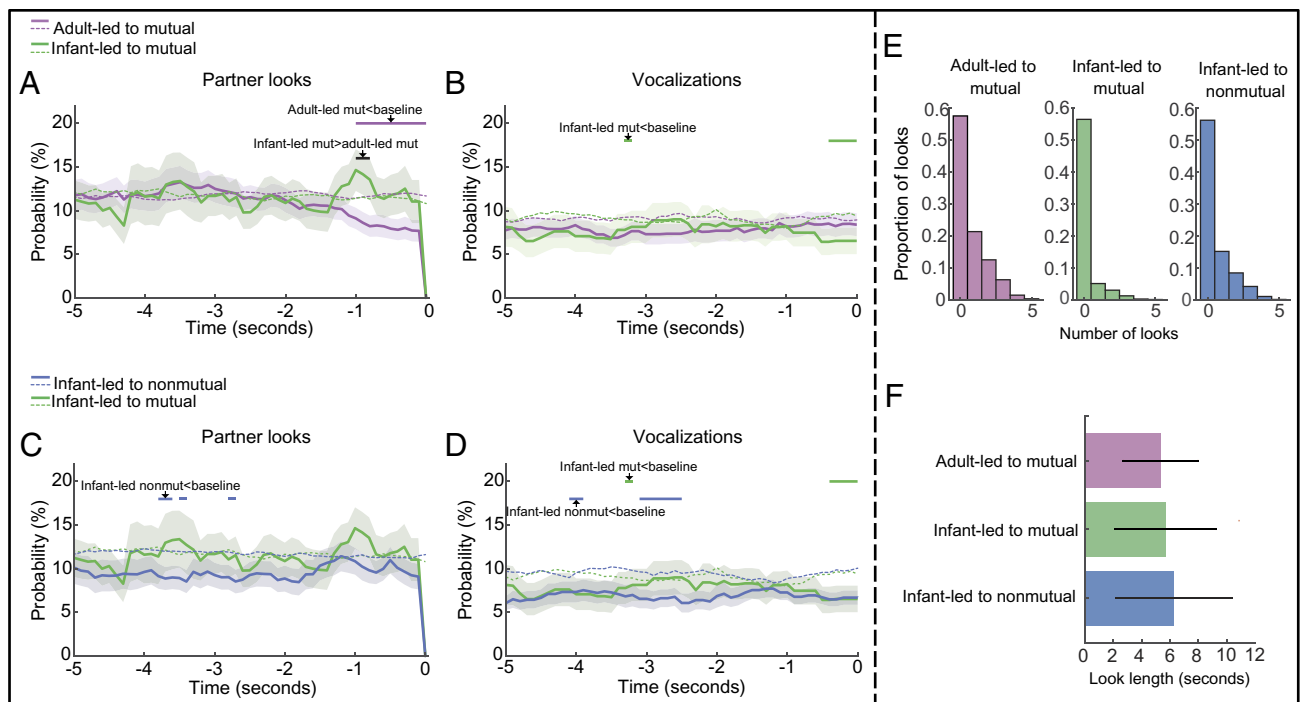 Adult-led to mutual
Infant-led to mutual
A
Partner looks
Adult-led mut<baseline
Infant-led mut>adult-led mut
Probability (%)
20
15
10
5
0
-5
-4
-3
-2
-1
0
Time (seconds)
B
Vocalizations
Infant-led mut<baseline
Probability (%)
20
15
10
5
0
-5
-4
-3
-2
-1
0
Time (seconds)
Infant-led to nonmutual
Infant-led to mutual
C
Partner looks
Infant-led nonmut<baseline
Probability (%)
20
15
10
5
0
-5
-4
-3
-2
-1
0
Time (seconds)
D
Vocalizations
Infant-led mut<baseline
Infant-led nonmut<baseline
Probability (%)
20
15
10
5
0
-5
-4
-3
-2
-1
0
Time (seconds)
E
Adult-led to
mutual
Infant-led to
mutual
Infant-led to
nonmutual
Proportion of looks
0.6
0.5
0.4
0.3
0.2
0.1
0
0
5
0.6
0.5
0.4
0.3
0.2
0.1
0
0
5
0.6
0.5
0.4
0.3
0.2
0.1
0
0
5
Number of looks
F
Adult-led to mutual
Infant-led to mutual
Infant-led to nonmutual
0
2
4
6
8
10
12
Look length (seconds)